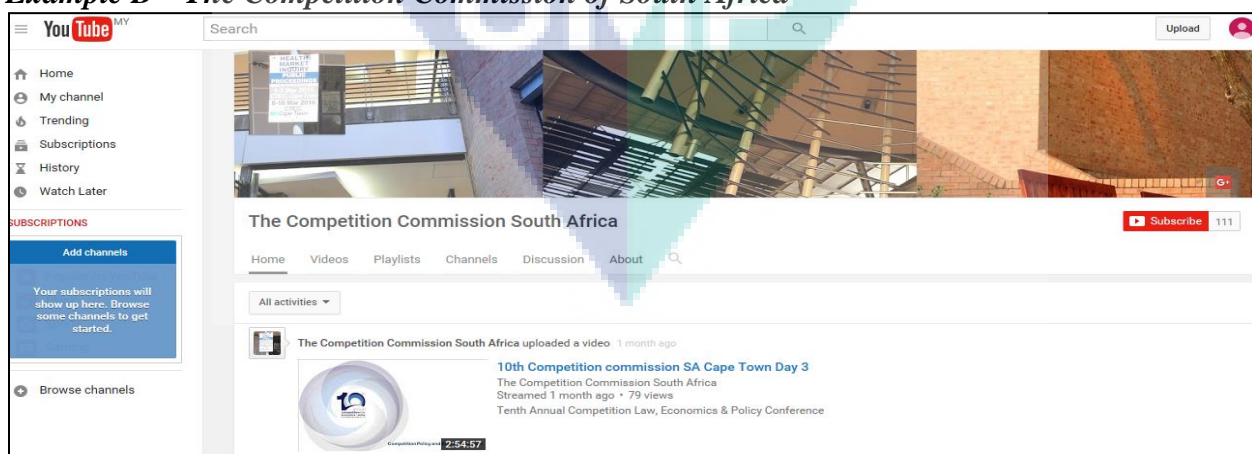 Example B – The Competition Commission of South Africa
YouTube MY
Search
Upload
Home
My channel
Trending
Subscriptions
History
Watch Later
SUBSCRIPTIONS
Add channels
Your subscriptions will
show up here. Browse
some channels to get
started.
Browse channels
HEALTH
MARKET
INQUIRY
PUBLIC
PROCEEDINGS
Cape Town
G+
The Competition Commission South Africa
Subscribe 111
Home Videos Playlists Channels Discussion About
All activities
The Competition Commission South Africa uploaded a video 1 month ago
10th Competition commission SA Cape Town Day 3
The Competition Commission South Africa
Streamed 1 month ago • 79 views
Tenth Annual Competition Law, Economics & Policy Conference
10
2:54:57